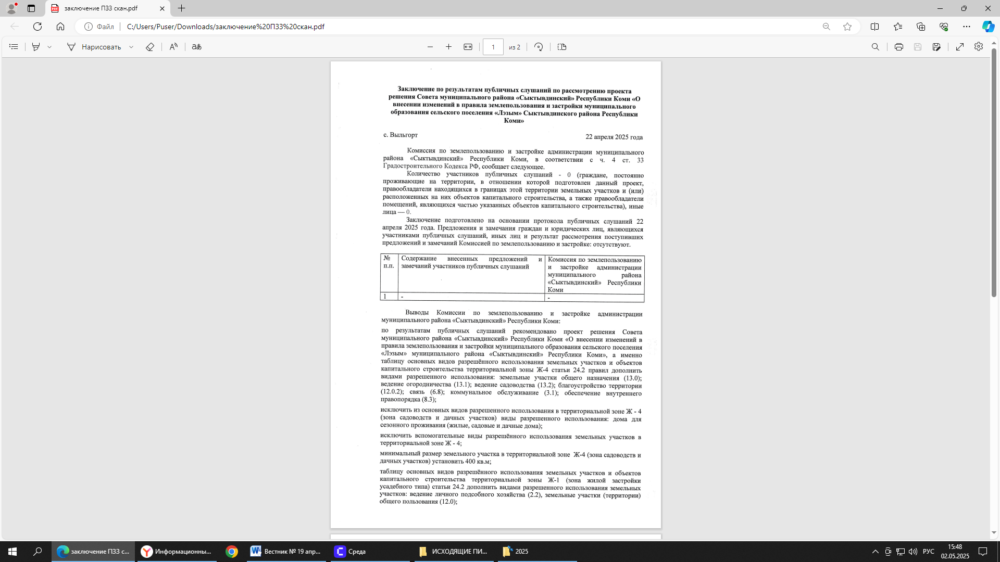 заключение ПЗЗ скан.pdf
Файл
C:/Users/Puser/Downloads/заключение%20ПЗЗ%20скан.pdf
Нарисовать
1
из 2
Заключение по результатам публичных слушаний по рассмотрению проекта
решения Совета муниципального района «Сыктывдинский» Республики Коми «О
внесении изменений в правила землепользования и застройки муниципального
образования сельского поселения «Лэзым» Сыктывдинского района Республики
Коми»
с. Выльгорт
22 апреля 2025 года
Комиссия по землепользованию и застройке администрации муниципального
района «Сыктывдинский» Республики Коми, в соответствии с ч. 4 ст. 33
Градостроительного Кодекса РФ, сообщает следующее.
Количество участников публичных слушаний - 0 (граждане, постоянно
проживающие на территории, в отношении которой подготовлен данный проект,
правообладатели находящихся в границах этой территории земельных участков и (или)
расположенных на них объектов капитального строительства, а также правообладатели
помещений, являющихся частью указанных объектов капитального строительства), иные
лица — 0.
Заключение подготовлено на основании протокола публичных слушаний 22
апреля 2025 года. Предложения и замечания граждан и юридических лиц, являющихся
участниками публичных слушаний, иных лиц и результат рассмотрения поступивших
предложений и замечаний Комиссией по землепользованию и застройке: отсутствуют.
№
п.п.
Содержание внесенных предложений и
замечаний участников публичных слушаний
Комиссия по землепользованию
и застройке администрации
муниципального района
«Сыктывдинский» Республики
Коми
1
-
-
Выводы Комиссии по землепользованию и застройке администрации
муниципального района «Сыктывдинский» Республики Коми:
по результатам публичных слушаний рекомендовано проект решения Совета
муниципального района «Сыктывдинский» Республики Коми «О внесении изменений в
правила землепользования и застройки муниципального образования сельского поселения
«Лэзым» муниципального района «Сыктывдинский» Республики Коми», а именно
таблицу основных видов разрешённого использования земельных участков и объектов
капитального строительства территориальной зоны Ж-4 статьи 24.2 правил дополнить
видами разрешенного использования: земельные участки общего назначения (13.0);
ведение огородничества (13.1); ведение садоводства (13.2); благоустройство территории
(12.0.2); связь (6.8); коммунальное обслуживание (3.1); обеспечение внутреннего
правопорядка (8.3);
исключить из основных видов разрешенного использования в территориальной зоне Ж - 4
(зона садоводств и дачных участков) виды разрешенного использования: дома для
сезонного проживания (жилые, садовые и дачные дома);
исключить вспомогательные виды разрешённого использования земельных участков в
территориальной зоне Ж - 4;
минимальный размер земельного участка в территориальной зоне Ж-4 (зона садоводств и
дачных участков) установить 400 кв.м;
таблицу основных видов разрешённого использования земельных участков и объектов
капитального строительства территориальной зоны Ж-1 (зона жилой застройки
усадебного типа) статьи 24.2 дополнить видами разрешенного использования земельных
участков: ведение личного подсобного хозяйства (2.2), земельные участки (территории)
общего пользования (12.0);
заключение ПЗЗ с...
Информационны...
Вестник № 19 апр...
Среда
ИСХОДЯЩИЕ ПИ...
2025
РУС
15:48
02.05.2025